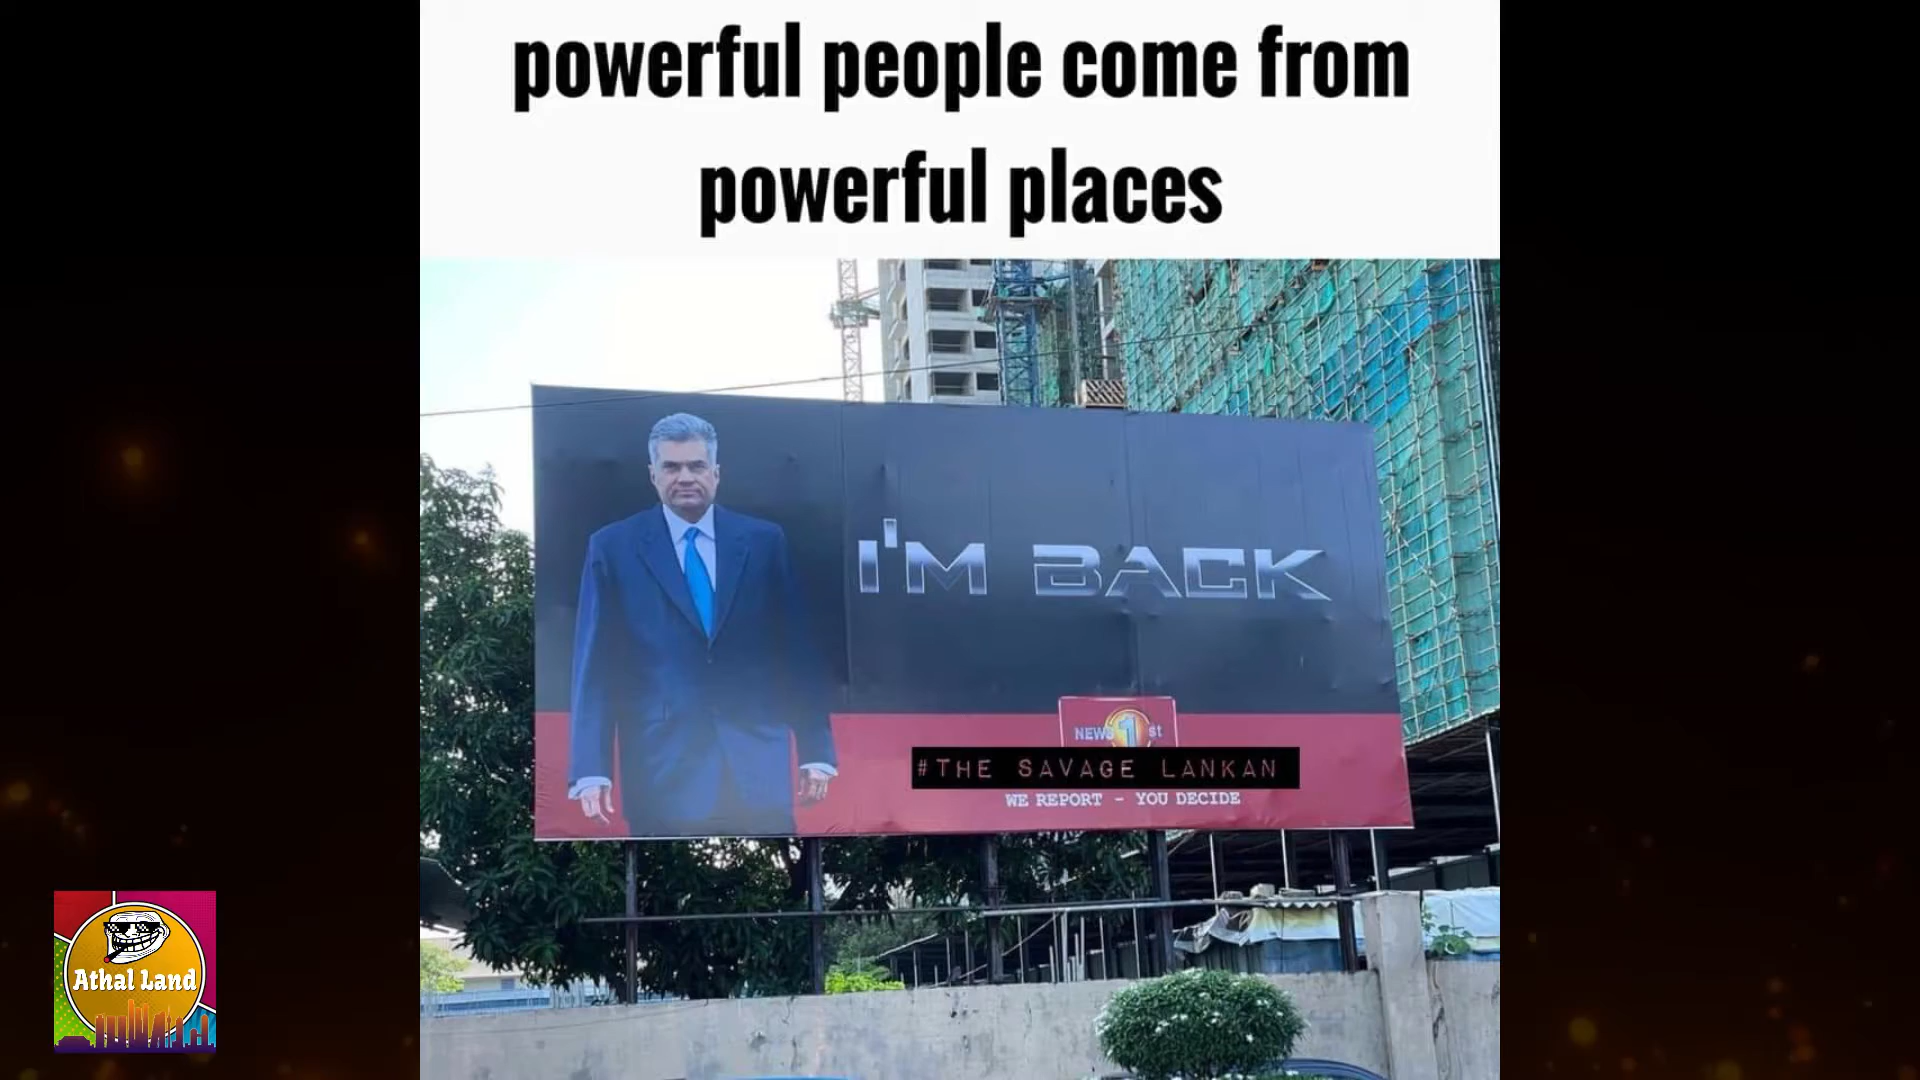 powerful people come from
powerful places
I'M BACK
NEWS 1st
#THE SAVAGE LANKAN
WE REPORT - YOU DECIDE
Athal Land